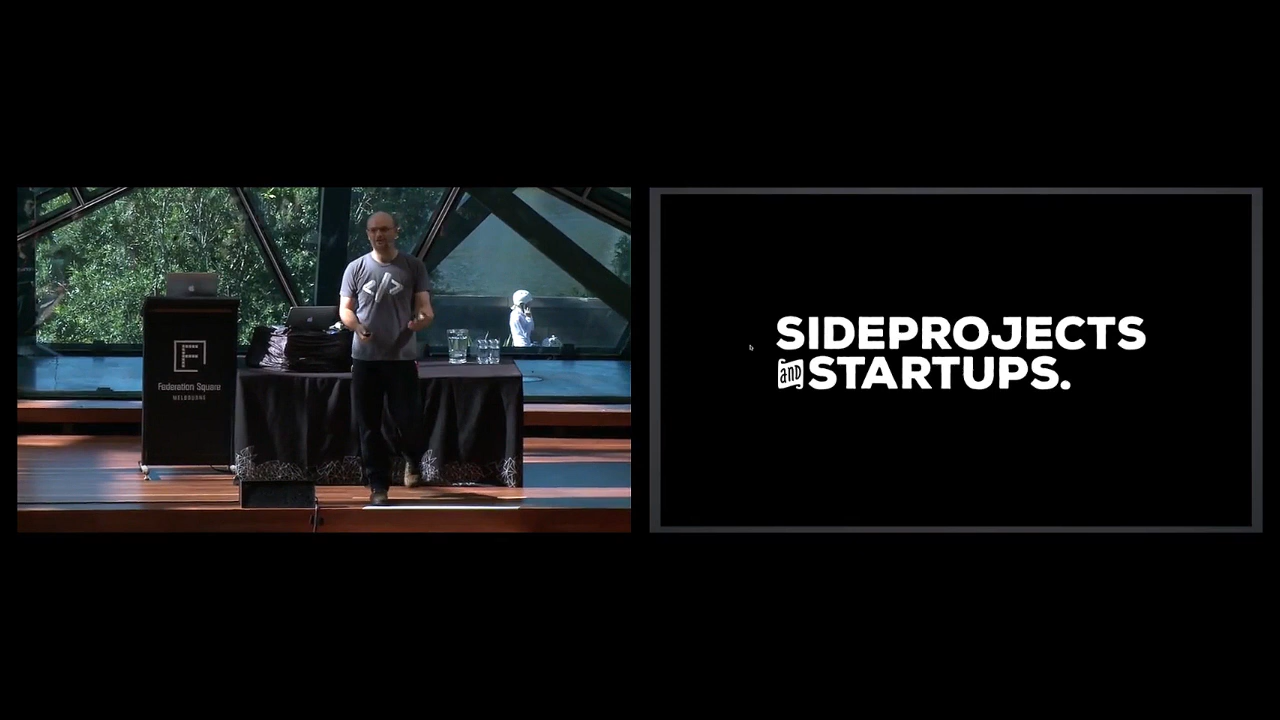 </>
Federation Square
MELBOURNE
SIDEPROJECTS
and STARTUPS.